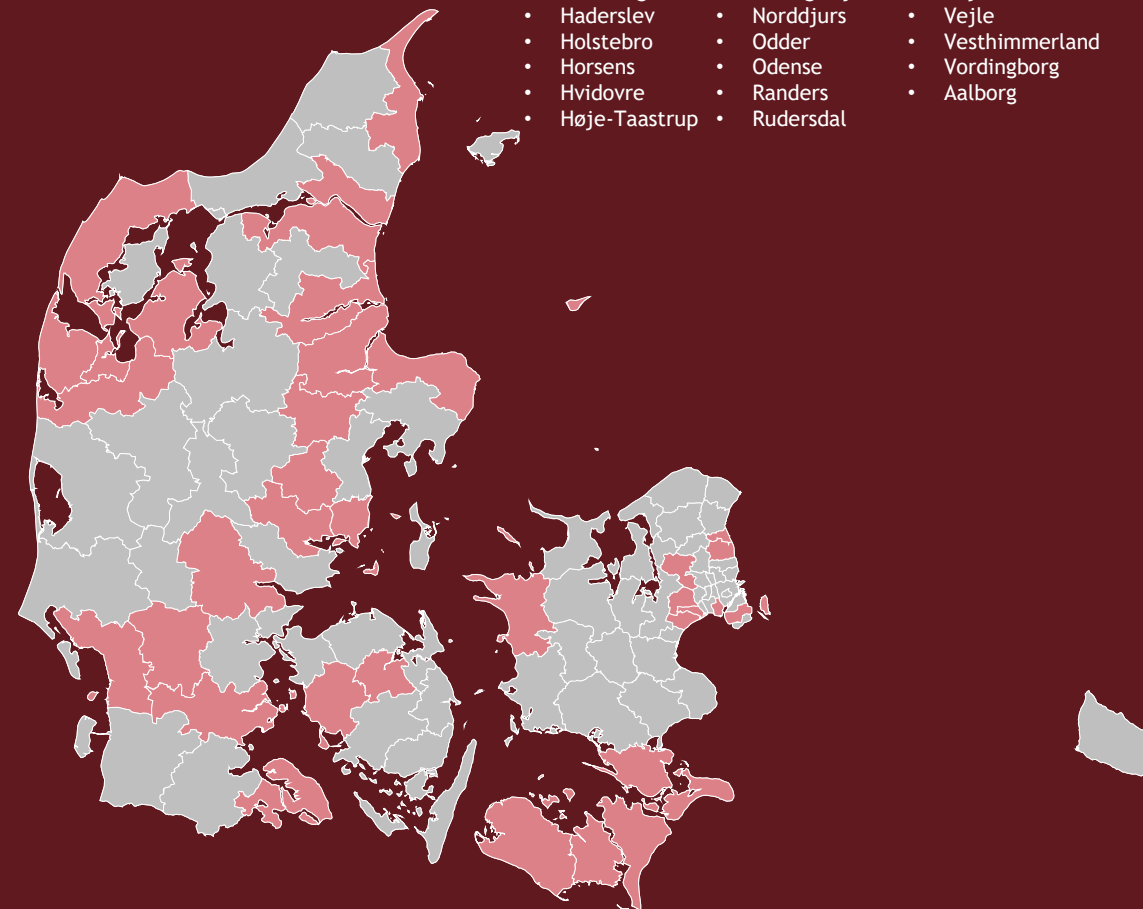 • Haderslev • Norddjurs • Vejle
• Holstebro • Odder • Vesthimmerland
• Horsens • Odense • Vordingborg
• Hvidovre • Randers • Aalborg
• Høje-Taastrup • Rudersdal